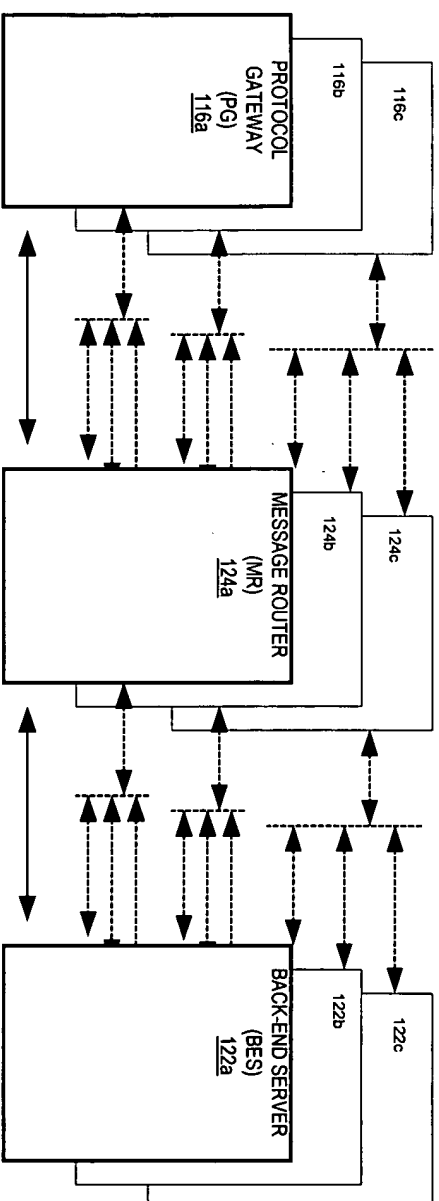 116c
116b
PROTOCOL
GATEWAY
(PG)
116a
124c
124b
MESSAGE ROUTER
(MR)
124a
122c
122b
BACK-END SERVER
(BES)
122a